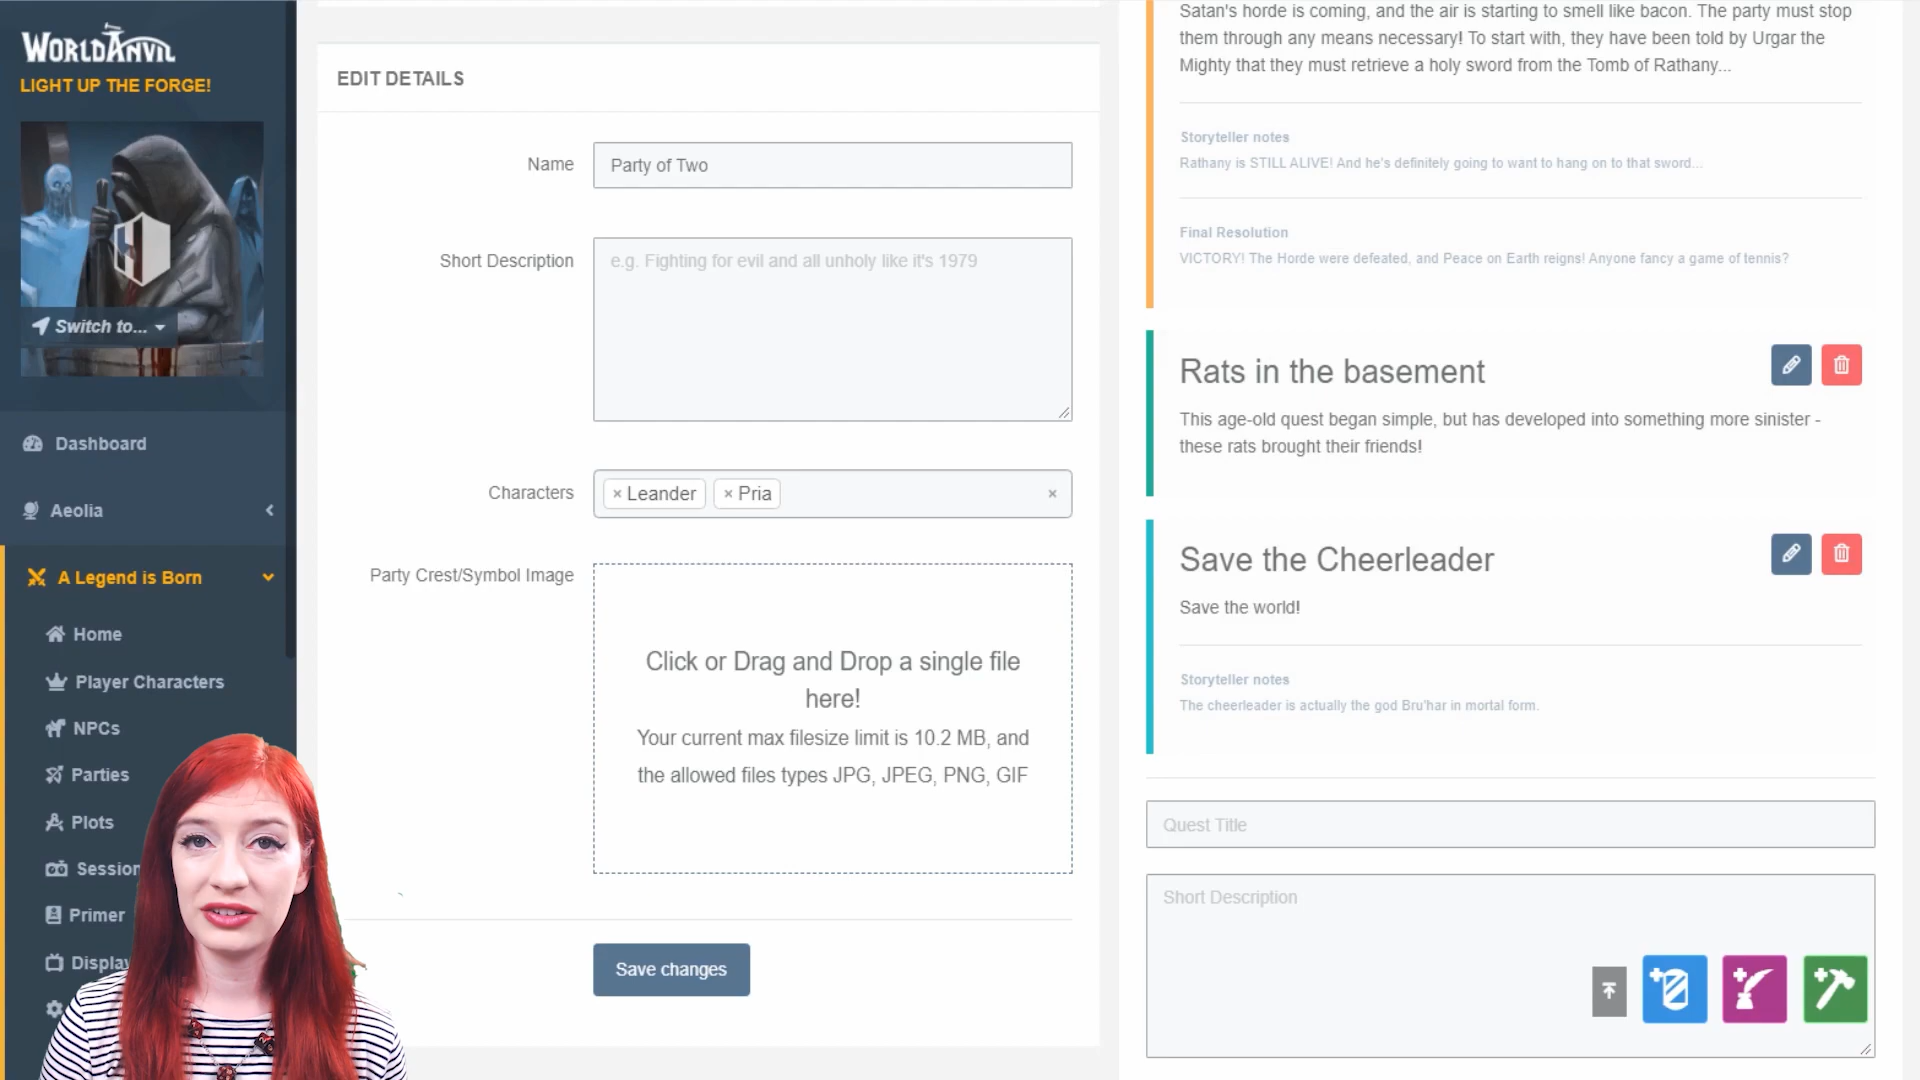 WORLDANVIL
LIGHT UP THE FORGE!
Switch to...
Dashboard
Aeolia
A Legend is Born
Home
Player Characters
NPCs
Parties
Plots
Session
Primer
Display
EDIT DETAILS
Name
Party of Two
Short Description
e.g. Fighting for evil and all unholy like it's 1979
Characters
× Leander × Pria ×
Party Crest/Symbol Image
Click or Drag and Drop a single file
here!
Your current max filesize limit is 10.2 MB, and
the allowed files types JPG, JPEG, PNG, GIF
Save changes
Satan's horde is coming, and the air is starting to smell like bacon. The party must stop
them through any means necessary! To start with, they have been told by Urgar the
Mighty that they must retrieve a holy sword from the Tomb of Rathany...
Storyteller notes
Rathany is STILL ALIVE! And he's definitely going to want to hang on to that sword...
Final Resolution
VICTORY! The Horde were defeated, and Peace on Earth reigns! Anyone fancy a game of tennis?
Rats in the basement
This age-old quest began simple, but has developed into something more sinister -
these rats brought their friends!
Save the Cheerleader
Save the world!
Storyteller notes
The cheerleader is actually the god Bru'har in mortal form.
Quest Title
Short Description